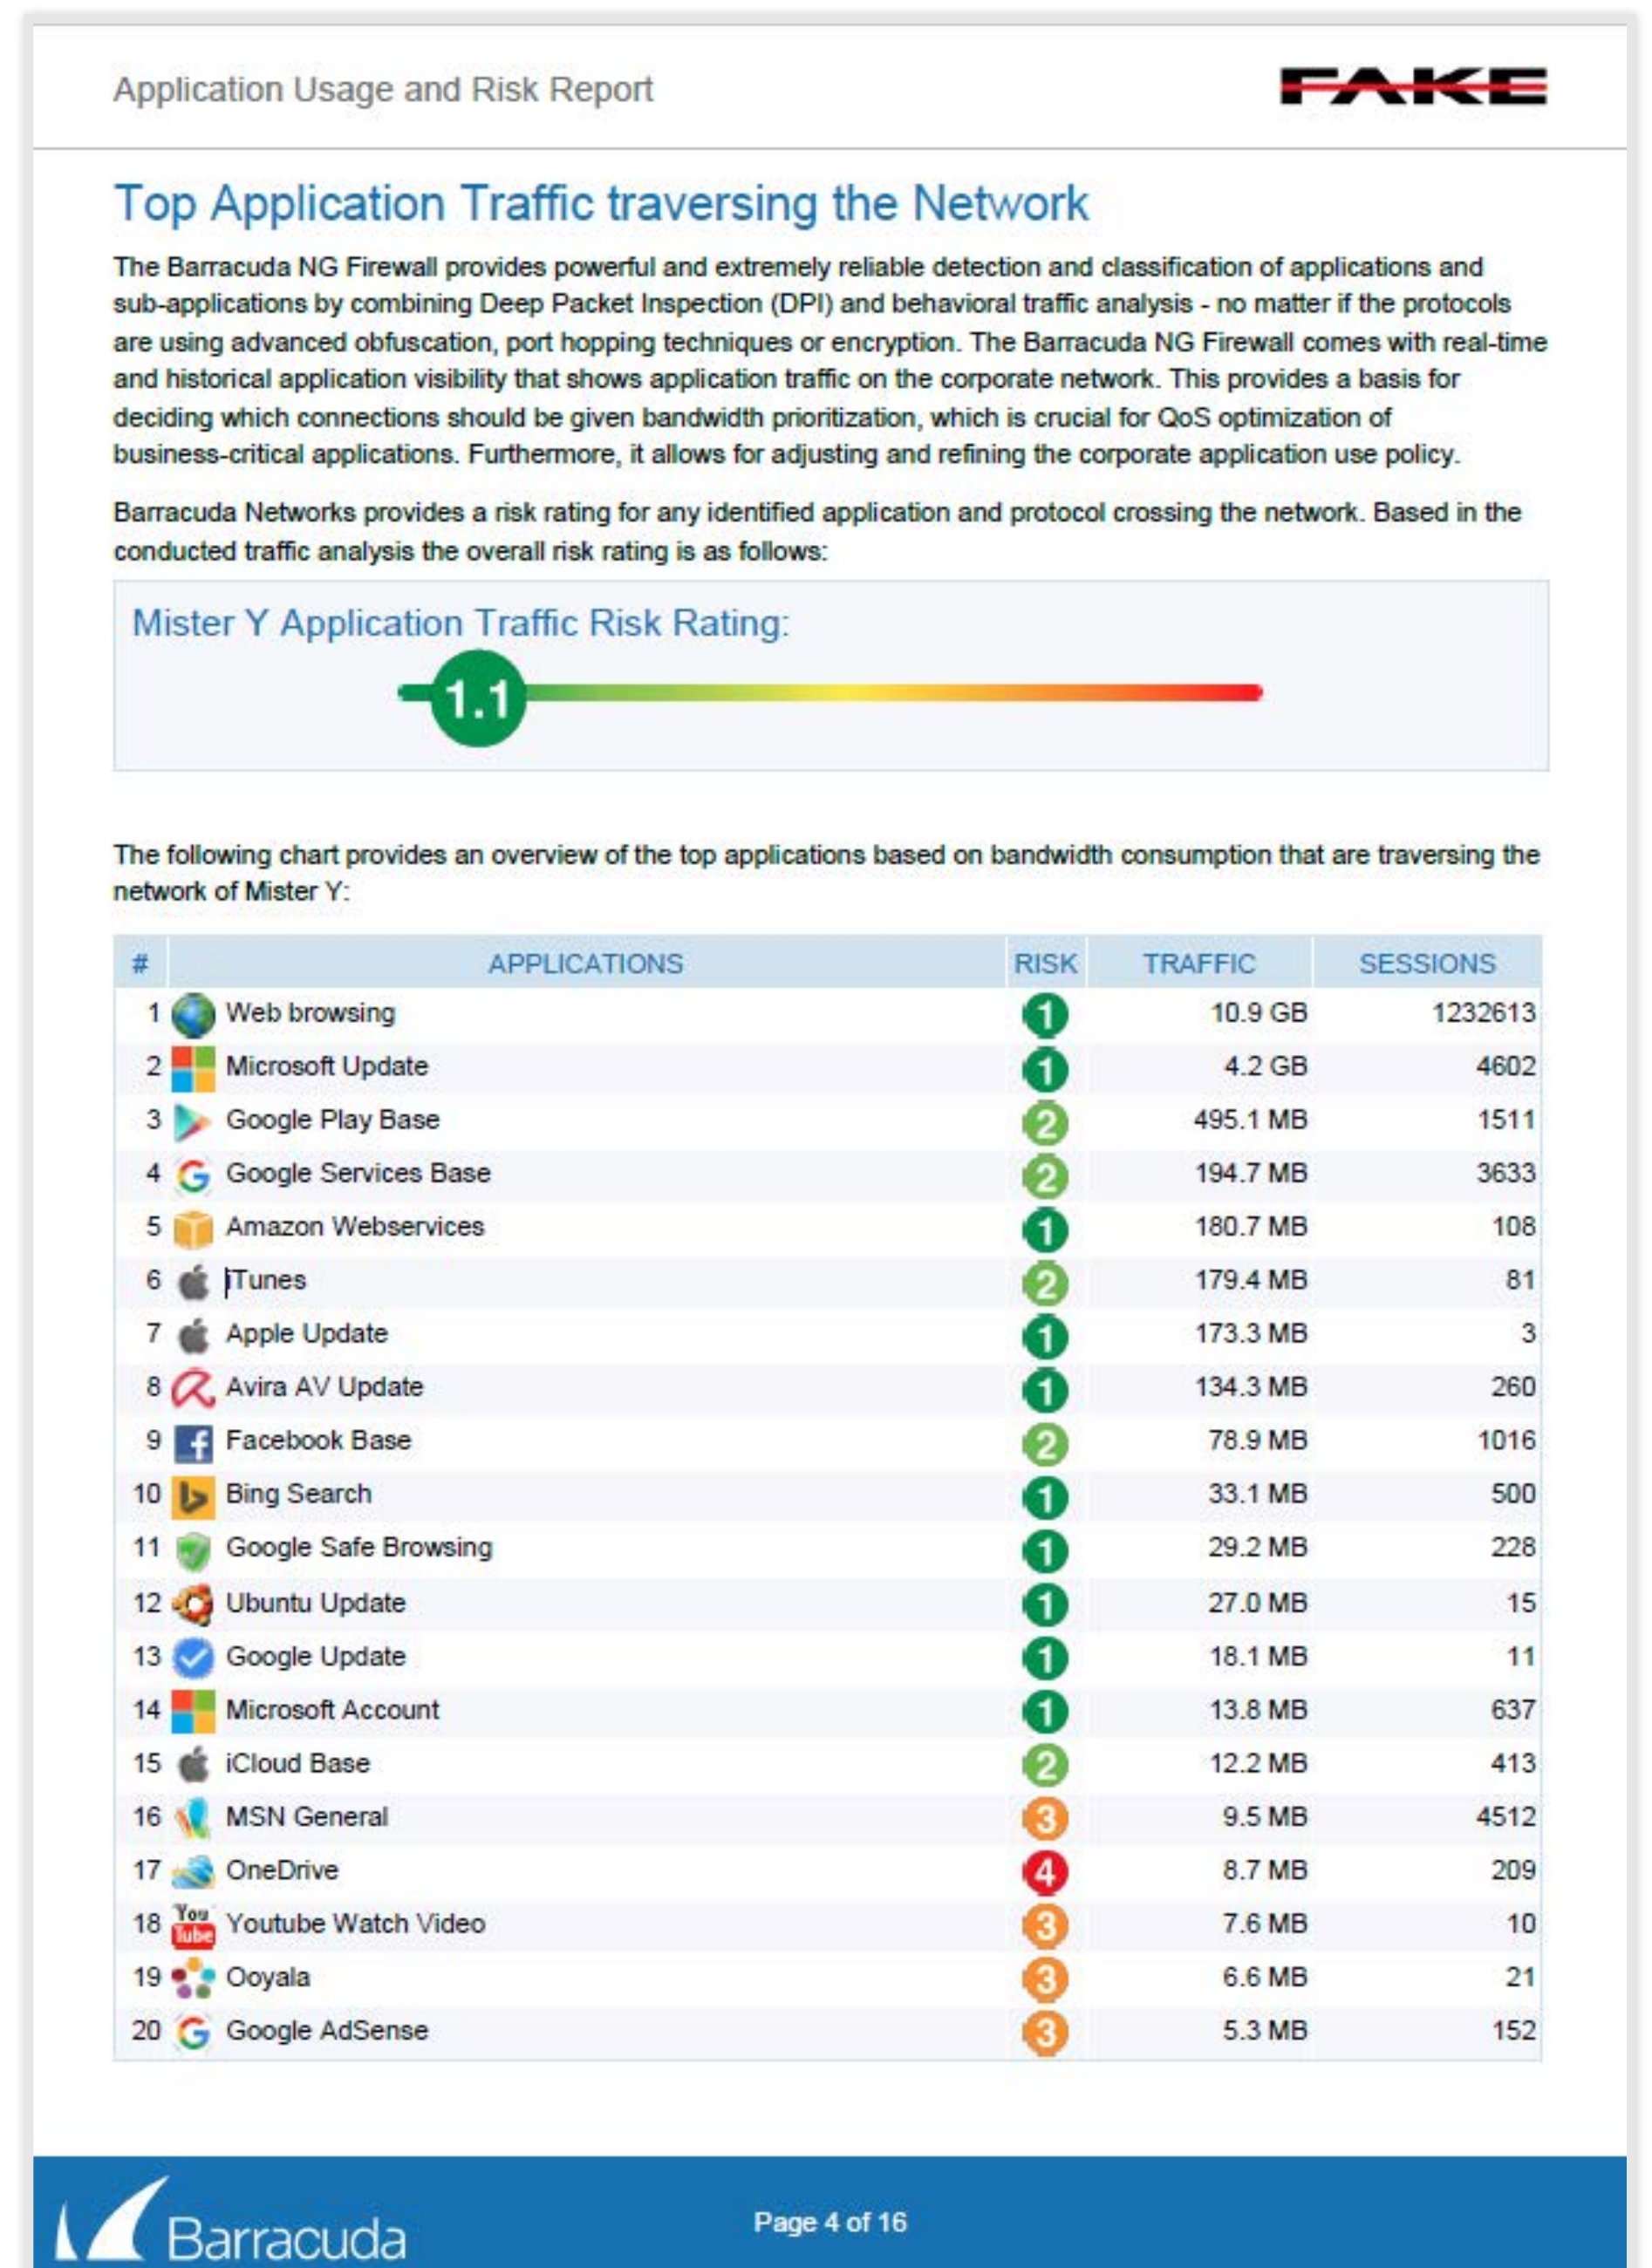 Application Usage and Risk Report
FAKE
Top Application Traffic traversing the Network
The Barracuda NG Firewall provides powerful and extremely reliable detection and classification of applications and
sub-applications by combining Deep Packet Inspection (DPI) and behavioral traffic analysis - no matter if the protocols
are using advanced obfuscation, port hopping techniques or encryption. The Barracuda NG Firewall comes with real-time
and historical application visibility that shows application traffic on the corporate network. This provides a basis for
deciding which connections should be given bandwidth prioritization, which is crucial for QoS optimization of
business-critical applications. Furthermore, it allows for adjusting and refining the corporate application use policy.
Barracuda Networks provides a risk rating for any identified application and protocol crossing the network. Based in the
conducted traffic analysis the overall risk rating is as follows:
Mister Y Application Traffic Risk Rating:
1.1
The following chart provides an overview of the top applications based on bandwidth consumption that are traversing the
network of Mister Y:
# APPLICATIONS RISK TRAFFIC SESSIONS
1 Web browsing 1 10.9 GB 1232613
2 Microsoft Update 1 4.2 GB 4602
3 Google Play Base 2 495.1 MB 1511
4 Google Services Base 2 194.7 MB 3633
5 Amazon Webservices 1 180.7 MB 108
6 iTunes 2 179.4 MB 81
7 Apple Update 1 173.3 MB 3
8 Avira AV Update 1 134.3 MB 260
9 Facebook Base 2 78.9 MB 1016
10 Bing Search 1 33.1 MB 500
11 Google Safe Browsing 1 29.2 MB 228
12 Ubuntu Update 1 27.0 MB 15
13 Google Update 1 18.1 MB 11
14 Microsoft Account 1 13.8 MB 637
15 iCloud Base 2 12.2 MB 413
16 MSN General 3 9.5 MB 4512
17 OneDrive 4 8.7 MB 209
18 You Tube Youtube Watch Video 3 7.6 MB 10
19 Ooyala 3 6.6 MB 21
20 Google AdSense 3 5.3 MB 152
Barracuda Page 4 of 16